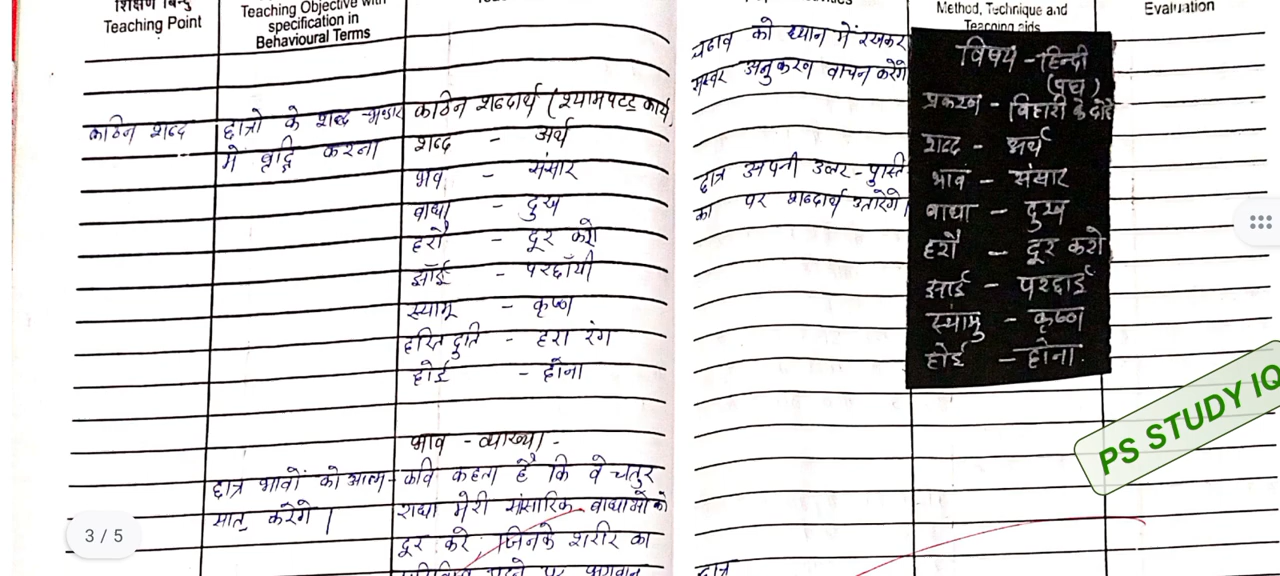 शिक्षण बिन्दु
Teaching Point
Teaching Objective with
specification in
Behavioural Terms
कठिन शब्द
छात्रो के शब्द-भण्डार
में वृद्धि करना
कठिन शब्दार्थ (श्यामपट्ट कार्य)
शब्द - अर्थ
भव - संसार
बाधा - दुख
हरौ - दूर करो
झाँई - परछाँयी
स्यामु - कृष्ण
हरित दुति - हरा रंग
होई - होना
भाव - व्याख्या -
छात्र भावों को आत्म-
सात् करेंगे ।
कवि कहता है कि वे चतुर
राधा मेरी सांसारिक बाधाओं को
दूर करे जिनके शरीर का
3 / 5
को ध्यान में रखकर
सस्वर अनुकरण वाचन करेंगे
छात्र अपनी उत्तर-पुस्ति
का पर शब्दार्थ उतारेंगे।
छात्र
Method, Technique and
Teaching aids
विषय - हिन्दी
(पद्य)
प्रकरण - बिहारी के दोहे
शब्द - अर्थ
भाव - संसार
बाधा - दुख
हरौ - दूर करो
झाई - परछाई
स्यामु - कृष्ण
होई - होना
Evaluation
PS STUDY IQ